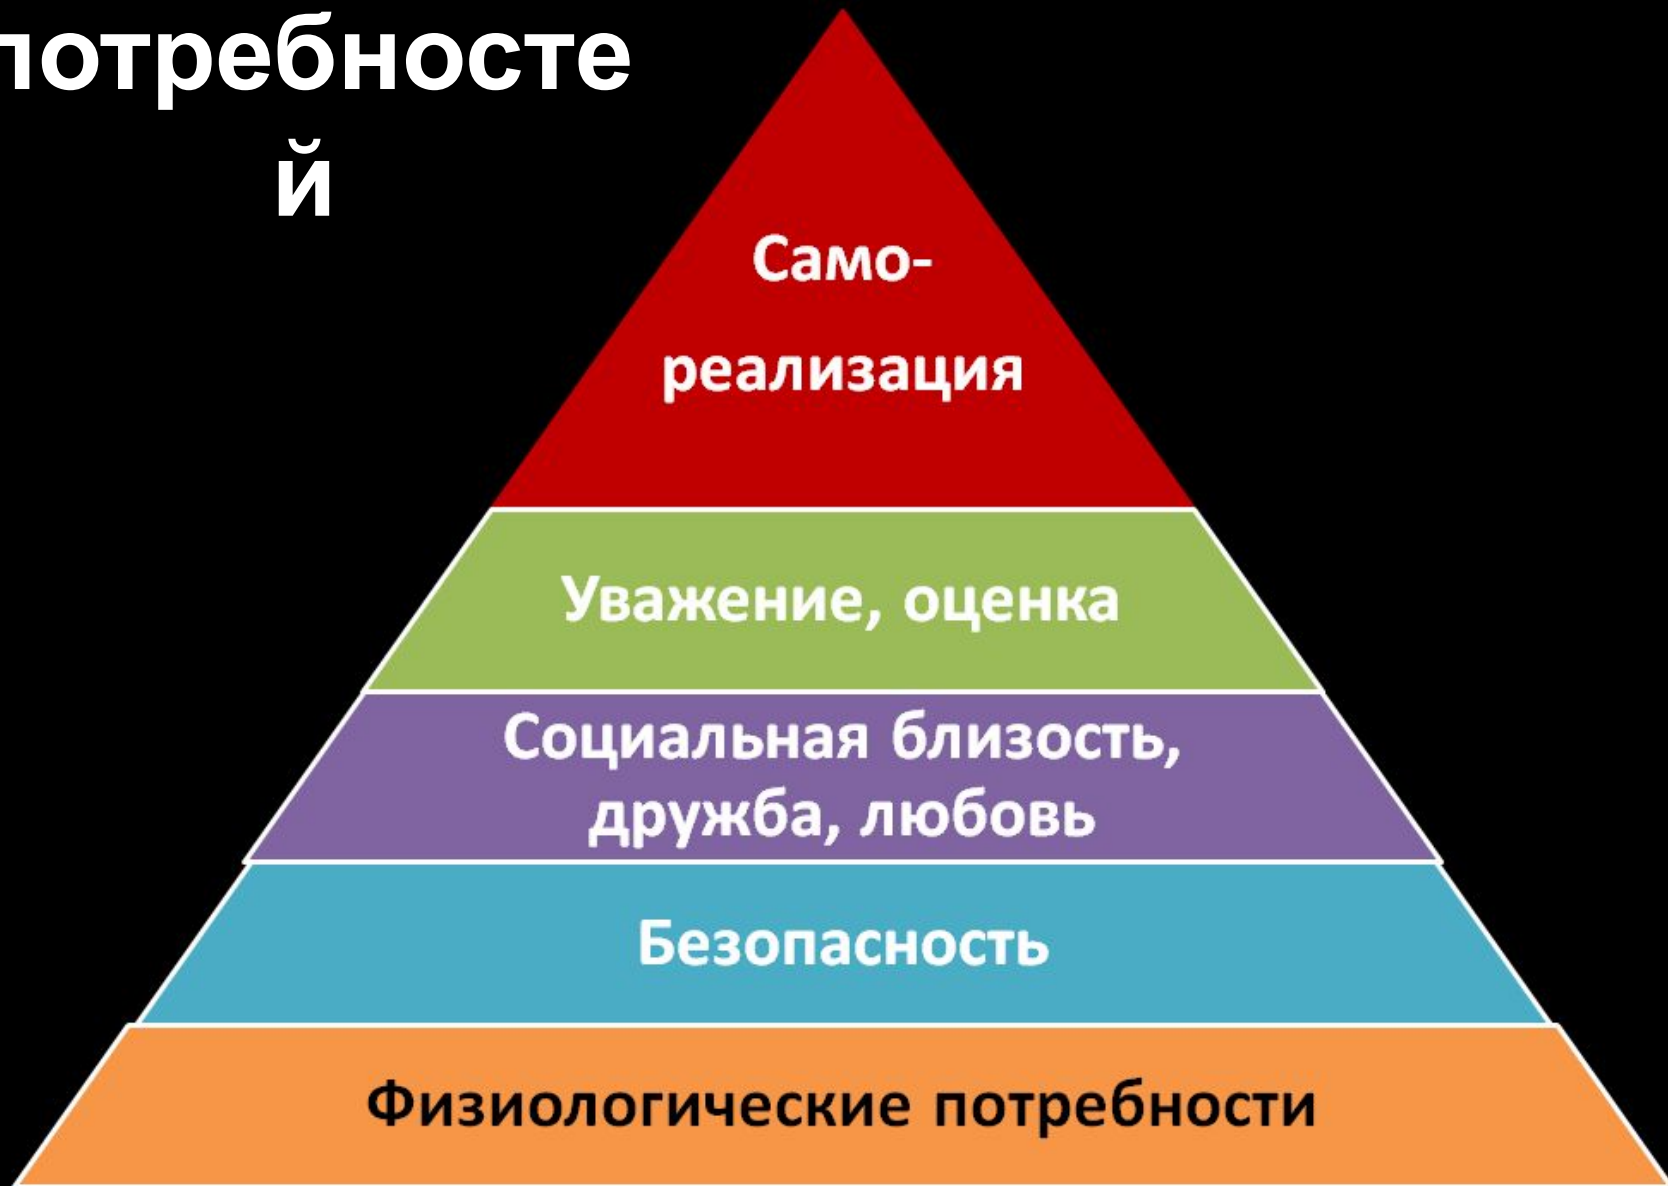 потребносте
й
Само-
реализация
Уважение, оценка
Социальная близость,
дружба, любовь
Безопасность
Физиологические потребности